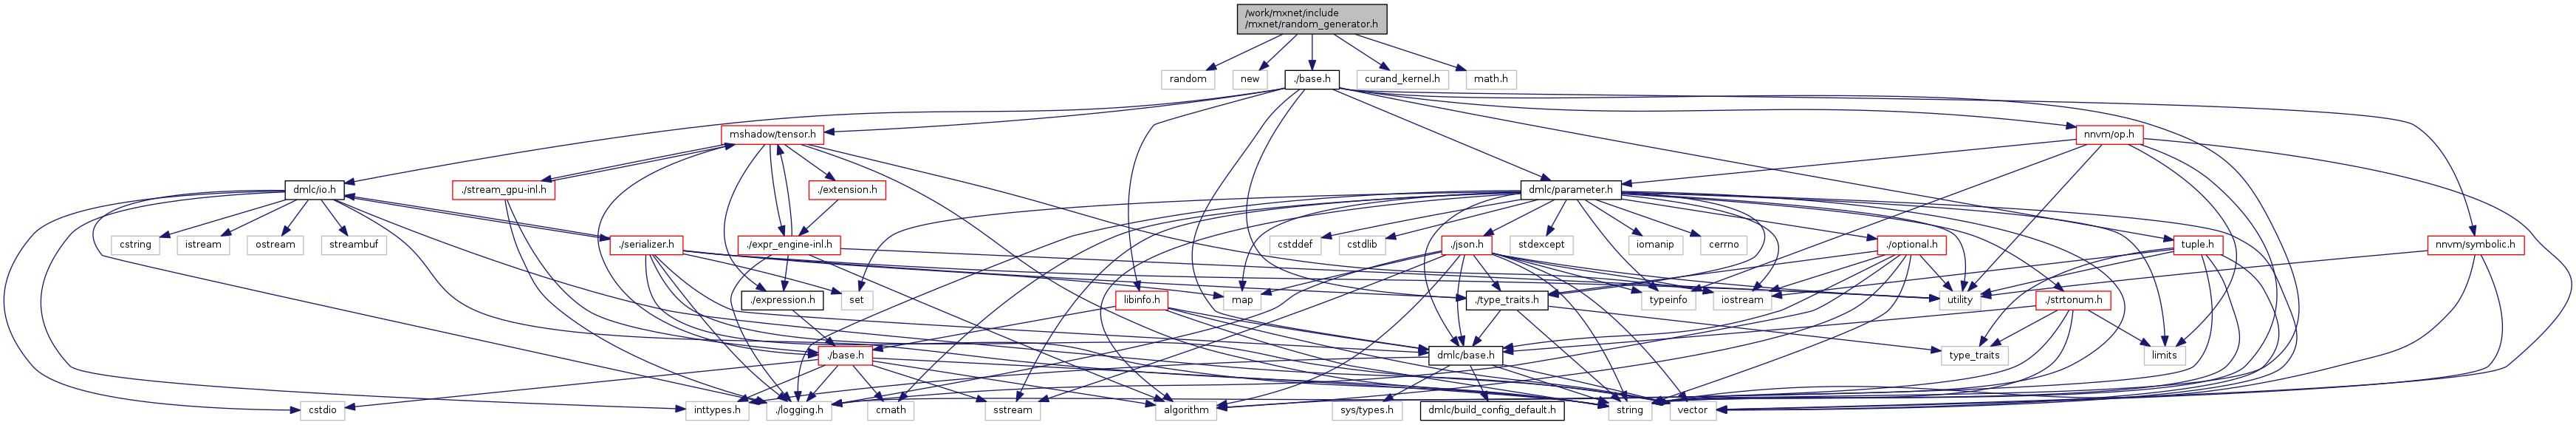 /work/mxnet/include
/mxnet/random_generator.h
random
new
./base.h
curand_kernel.h
math.h
mshadow/tensor.h
nnvm/op.h
dmlc/io.h
./stream_gpu-inl.h
./extension.h
dmlc/parameter.h
cstring
istream
ostream
streambuf
./serializer.h
./expr_engine-inl.h
cstddef
cstdlib
./json.h
stdexcept
iomanip
cerrno
./optional.h
tuple.h
nnvm/symbolic.h
./expression.h
set
libinfo.h
map
./type_traits.h
typeinfo
iostream
utility
./strtonum.h
./base.h
dmlc/base.h
type_traits
limits
cstdio
inttypes.h
./logging.h
cmath
sstream
algorithm
sys/types.h
dmlc/build_config_default.h
string
vector